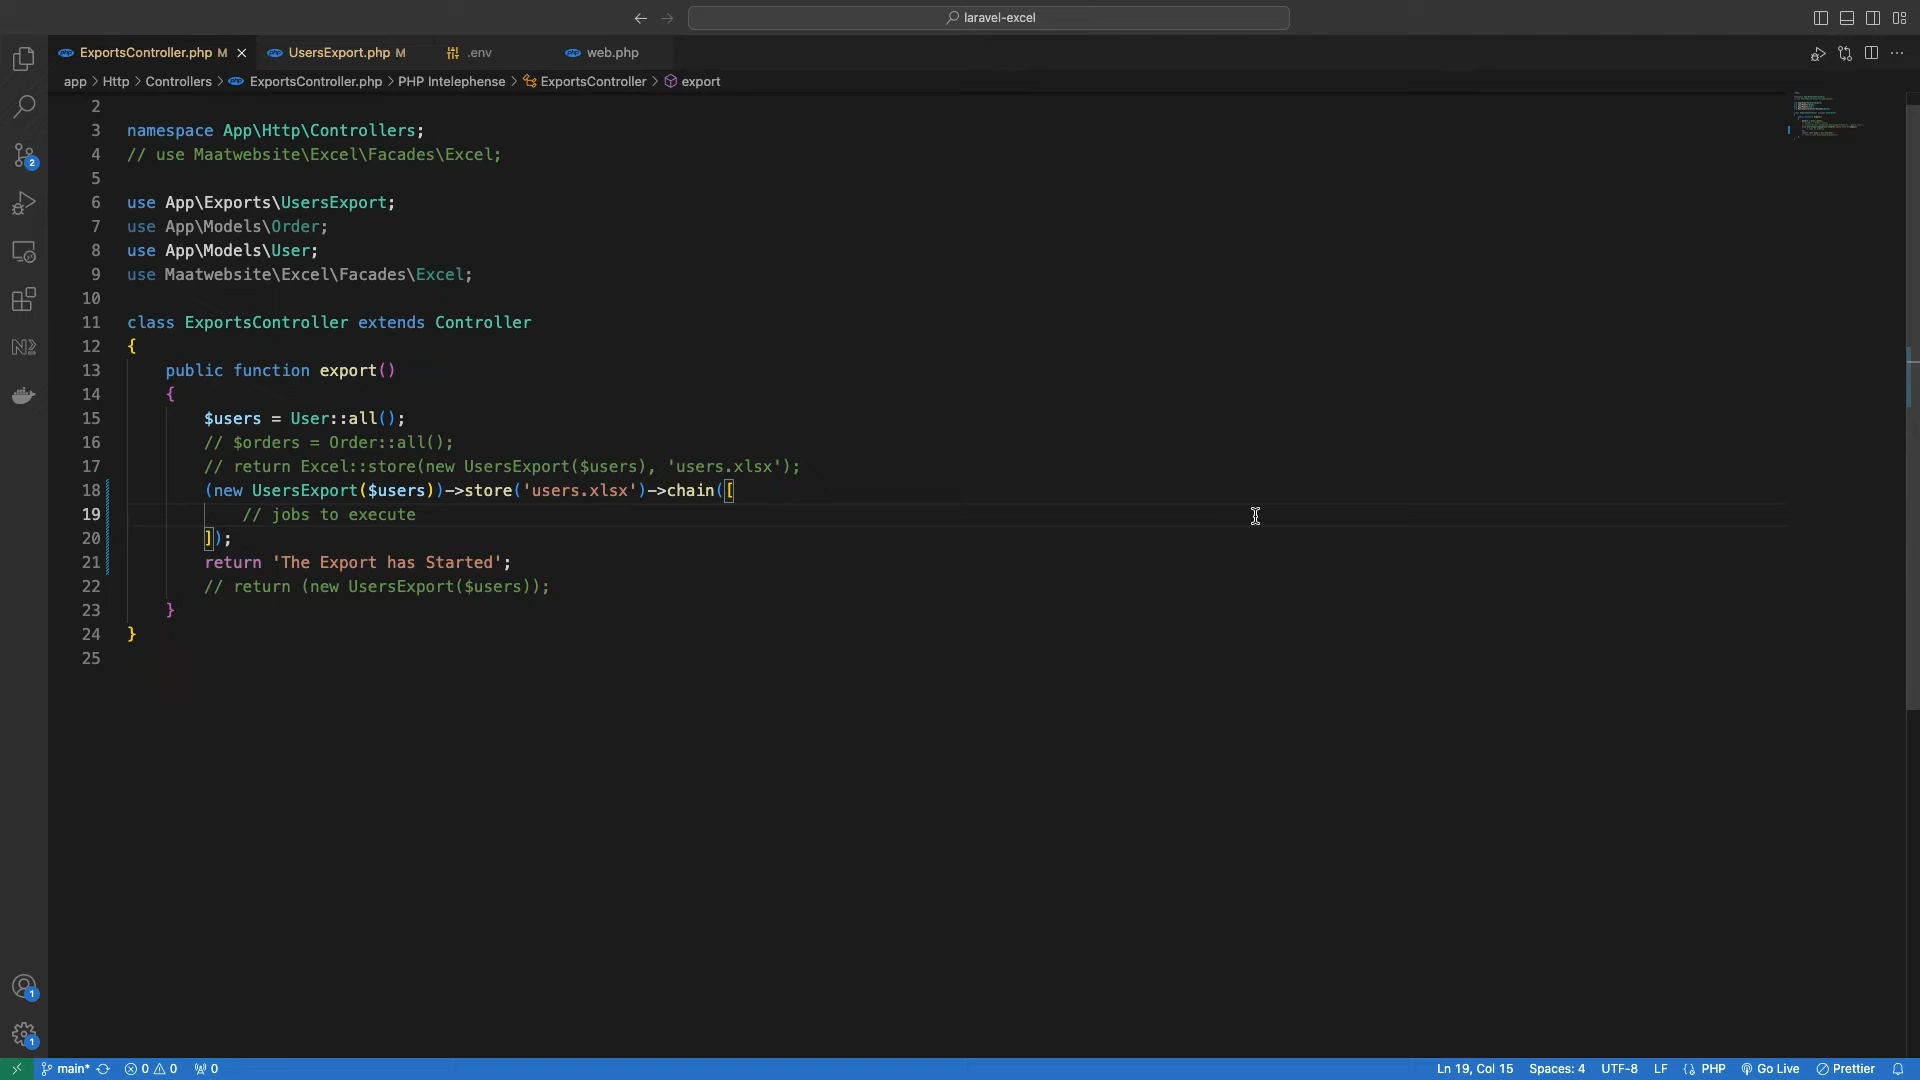 laravel-excel
ExportsController.php M
UsersExport.php M
.env
web.php
app > Http > Controllers > ExportsController.php > PHP Intelephense > ExportsController > export
2
3 namespace App\Http\Controllers;
4 // use Maatwebsite\Excel\Facades\Excel;
5
6 use App\Exports\UsersExport;
7 use App\Models\Order;
8 use App\Models\User;
9 use Maatwebsite\Excel\Facades\Excel;
10
11 class ExportsController extends Controller
12 {
13 public function export()
14 {
15 $users = User::all();
16 // $orders = Order::all();
17 // return Excel::store(new UsersExport($users), 'users.xlsx');
18 (new UsersExport($users))->store('users.xlsx')->chain([
19 // jobs to execute
20 ]);
21 return 'The Export has Started';
22 // return (new UsersExport($users));
23 }
24 }
25
2
1
1
main* 0 0 0 Ln 19, Col 15 Spaces: 4 UTF-8 LF PHP Go Live Prettier